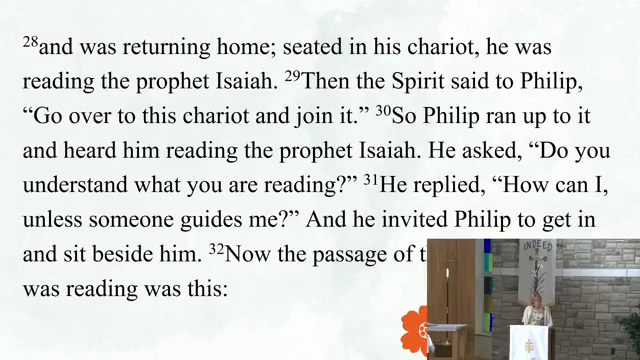 ²⁸and was returning home; seated in his chariot, he was
reading the prophet Isaiah. ²⁹Then the Spirit said to Philip,
“Go over to this chariot and join it.” ³⁰So Philip ran up to it
and heard him reading the prophet Isaiah. He asked, “Do you
understand what you are reading?” ³¹He replied, “How can I,
unless someone guides me?” And he invited Philip to get in
and sit beside him. ³²Now the passage of
was reading was this:
INDEED